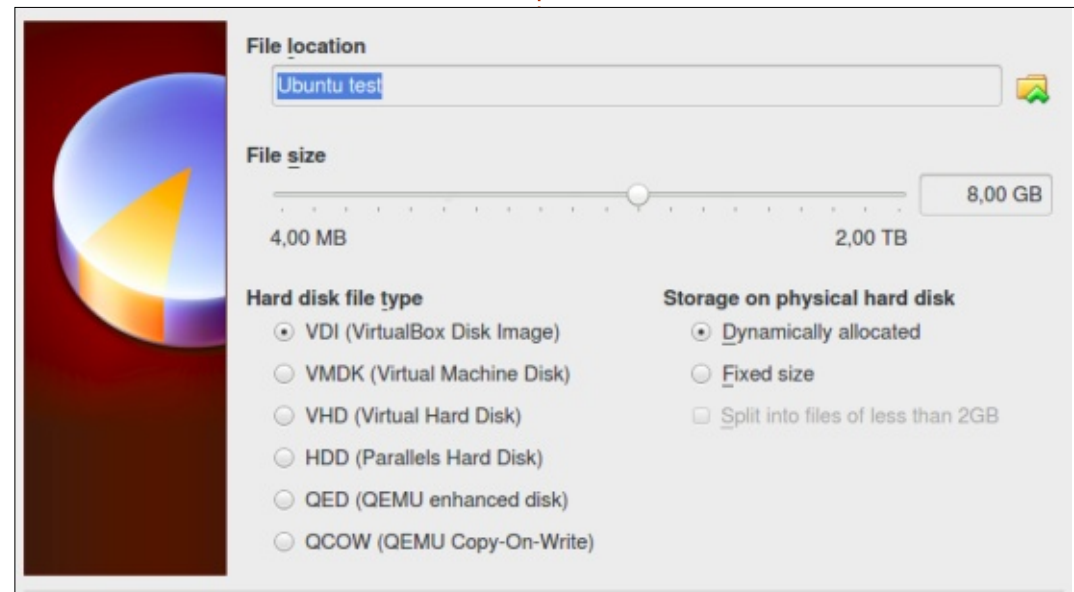 File location
Ubuntu test
File size
8,00 GB
4,00 MB 2,00 TB
Hard disk file type
VDI (VirtualBox Disk Image)
VMDK (Virtual Machine Disk)
VHD (Virtual Hard Disk)
HDD (Parallels Hard Disk)
QED (QEMU enhanced disk)
QCOW (QEMU Copy-On-Write)
Storage on physical hard disk
Dynamically allocated
Fixed size
Split into files of less than 2GB